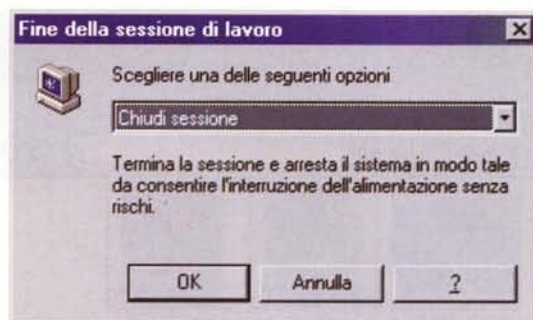 Fine della sessione di lavoro
Scegliere una delle seguenti opzioni
Chiudi sessione
Termina la sessione e arresta il sistema in modo tale
da consentire l'interruzione dell'alimentazione senza
rischi.
OK Annulla ?